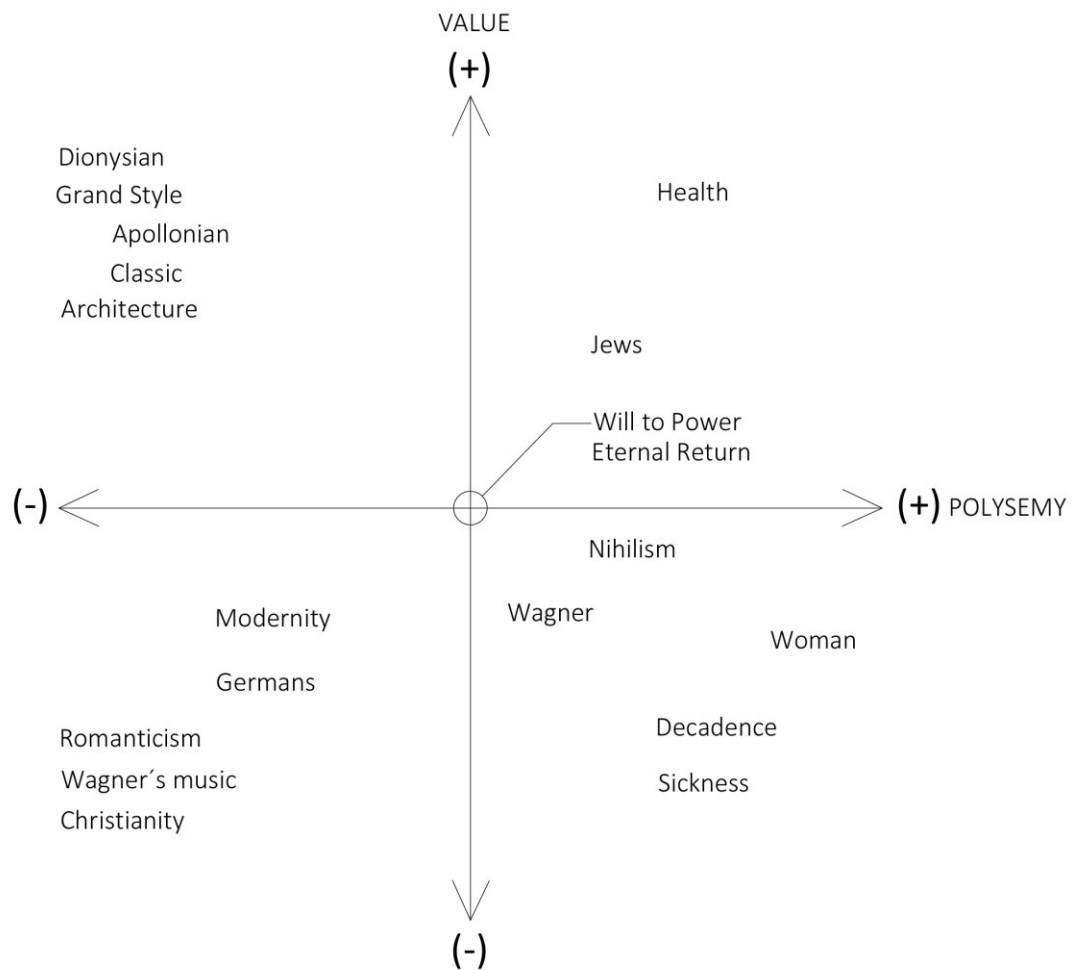 VALUE
(+)
Dionysian
Grand Style
Apollonian
Classic
Architecture
Health
Jews
Will to Power
Eternal Return
(-)
(+) POLYSEMY
Nihilism
Wagner
Woman
Modernity
Germans
Romanticism
Wagner´s music
Christianity
Decadence
Sickness
(-)